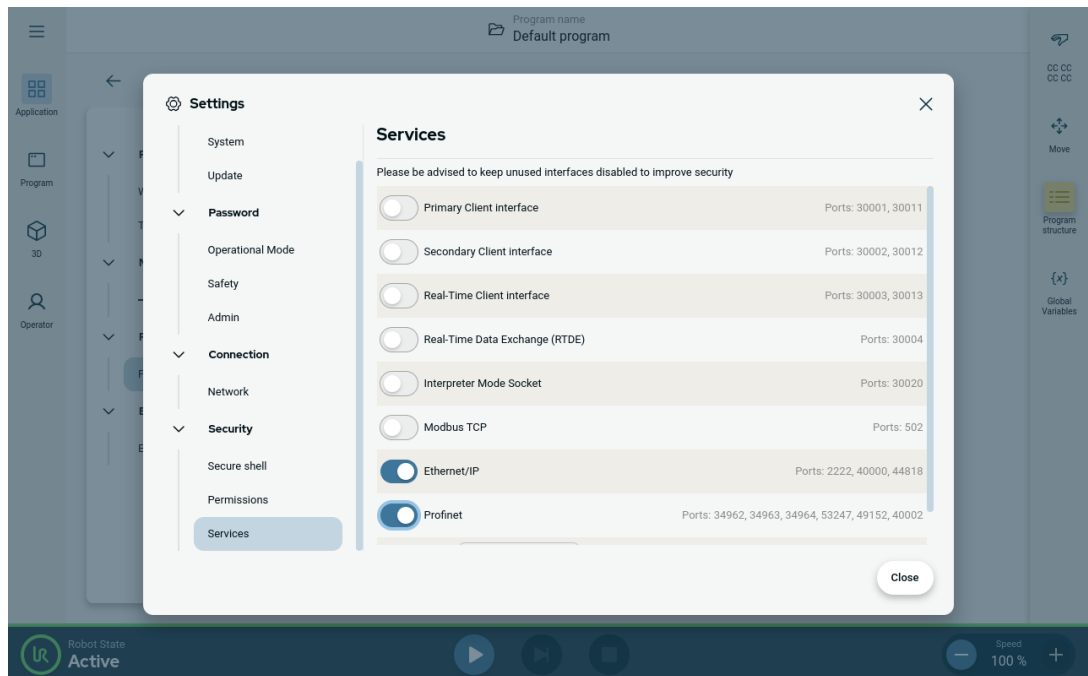 Program name
Default program
Application
Program
3D
Operator
Settings
System
Update
Password
Operational Mode
Safety
Admin
Connection
Network
Security
Secure shell
Permissions
Services
Services
Please be advised to keep unused interfaces disabled to improve security
Primary Client interface Ports: 30001, 30011
Secondary Client interface Ports: 30002, 30012
Real-Time Client interface Ports: 30003, 30013
Real-Time Data Exchange (RTDE) Ports: 30004
Interpreter Mode Socket Ports: 30020
Modbus TCP Ports: 502
Ethernet/IP Ports: 2222, 40000, 44818
Profinet Ports: 34962, 34963, 34964, 53247, 49152, 40002
Close
CC CC
CC CC
Move
Program
structure
{x}
Global
Variables
UR
Robot State
Active
Speed
100 %